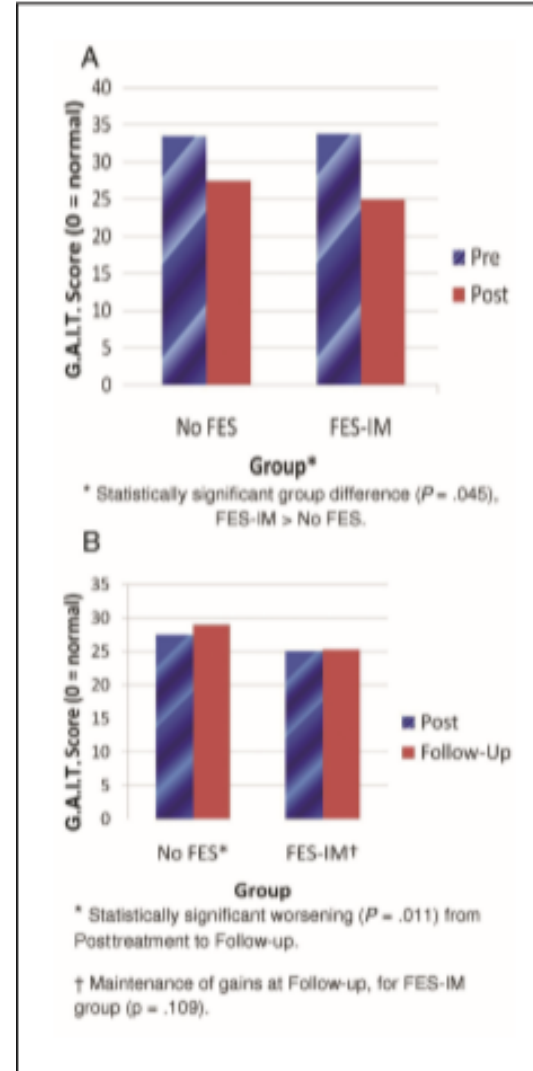 A
G.A.I.T. Score (0 = normal)
40
35
30
25
20
15
10
5
0
Pre
Post
No FES
FES-IM
Group*
* Statistically significant group difference (P = .045),
FES-IM > No FES.
B
G.A.I.T. Score (0 = normal)
35
30
25
20
15
10
5
0
Post
Follow-Up
No FES*
FES-IM†
Group
* Statistically significant worsening (P = .011) from
Posttreatment to Follow-up.
† Maintenance of gains at Follow-up, for FES-IM
group (p = .109).